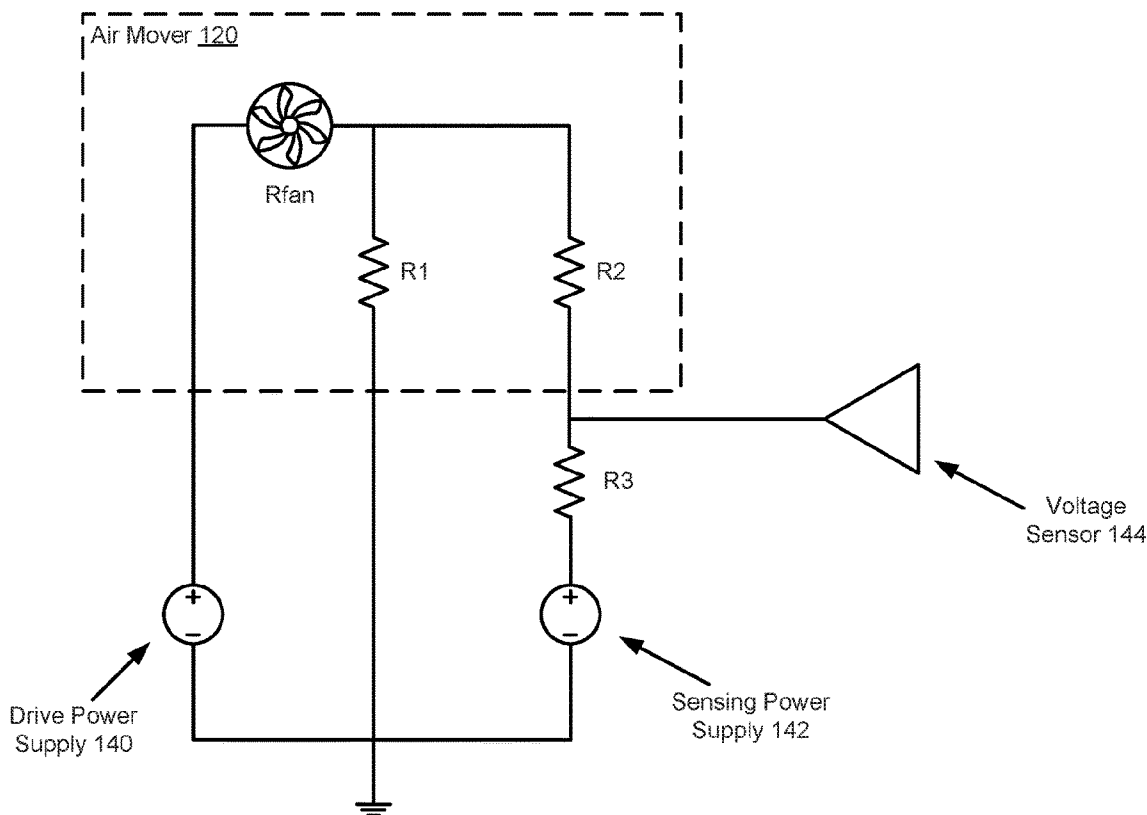 Air Mover 120
Rfan
R1
R2
R3
Voltage
Sensor 144
+
−
+
−
Drive Power
Supply 140
Sensing Power
Supply 142